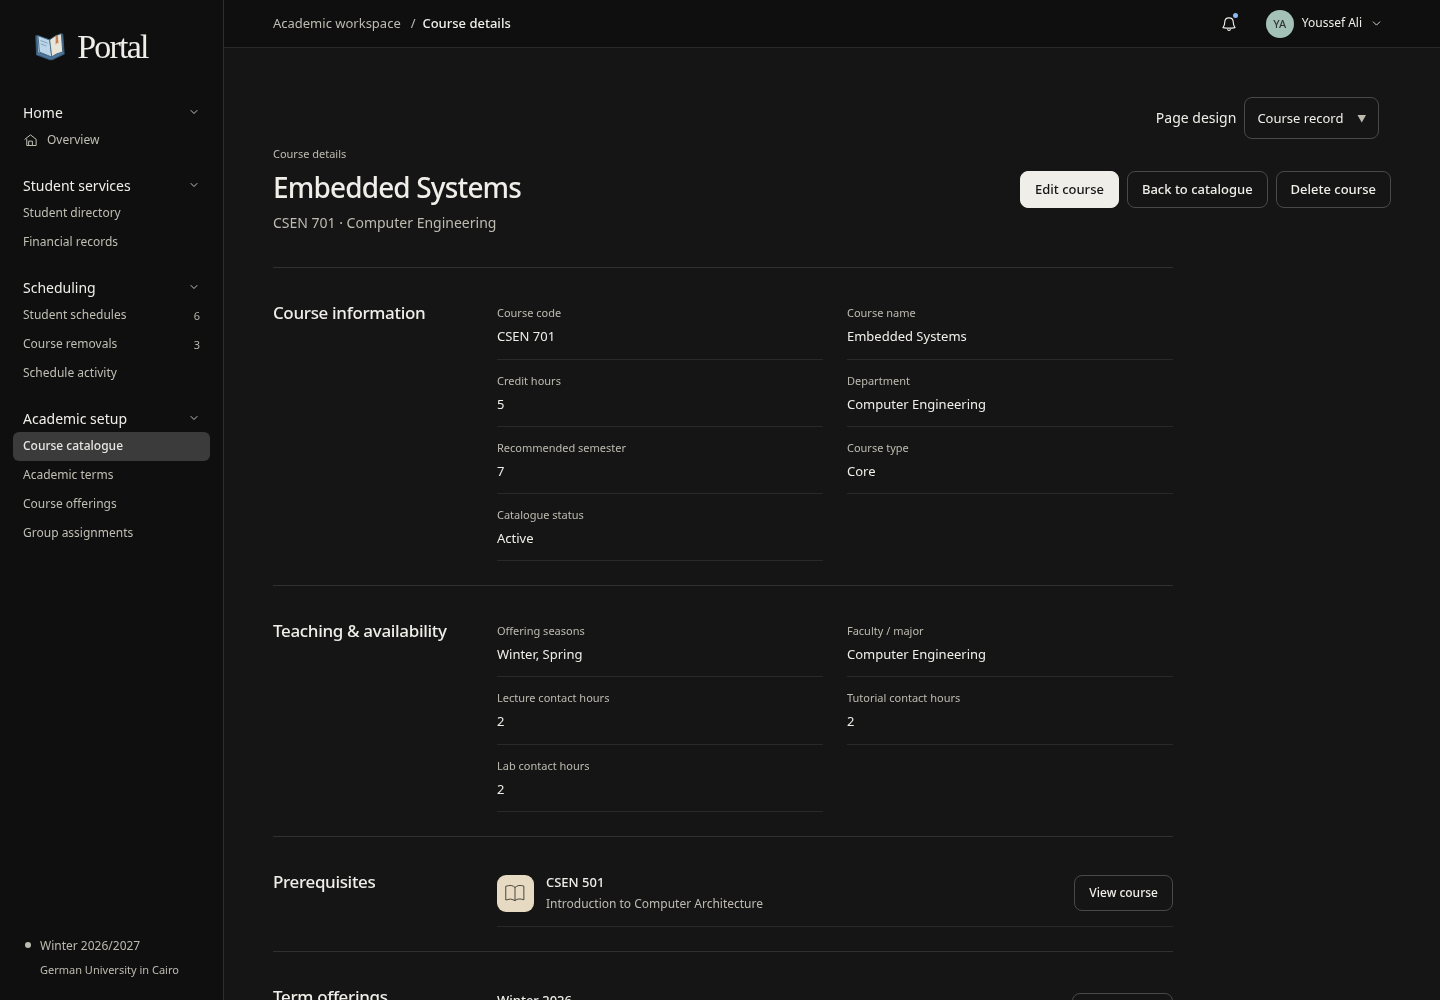 Portal
Home
Overview
Student services
Student directory
Financial records
Scheduling
Student schedules 6
Course removals 3
Schedule activity
Academic setup
Course catalogue
Academic terms
Course offerings
Group assignments
Winter 2026/2027
German University in Cairo
Academic workspace / Course details
YA Youssef Ali
Page design Course record
Course details
Embedded Systems
CSEN 701 · Computer Engineering
Edit course Back to catalogue Delete course
Course information
Course code Course name
CSEN 701 Embedded Systems
Credit hours Department
5 Computer Engineering
Recommended semester Course type
7 Core
Catalogue status
Active
Teaching & availability
Offering seasons Faculty / major
Winter, Spring Computer Engineering
Lecture contact hours Tutorial contact hours
2 2
Lab contact hours
2
Prerequisites
CSEN 501
Introduction to Computer Architecture
View course
Term offerings Winter 2026